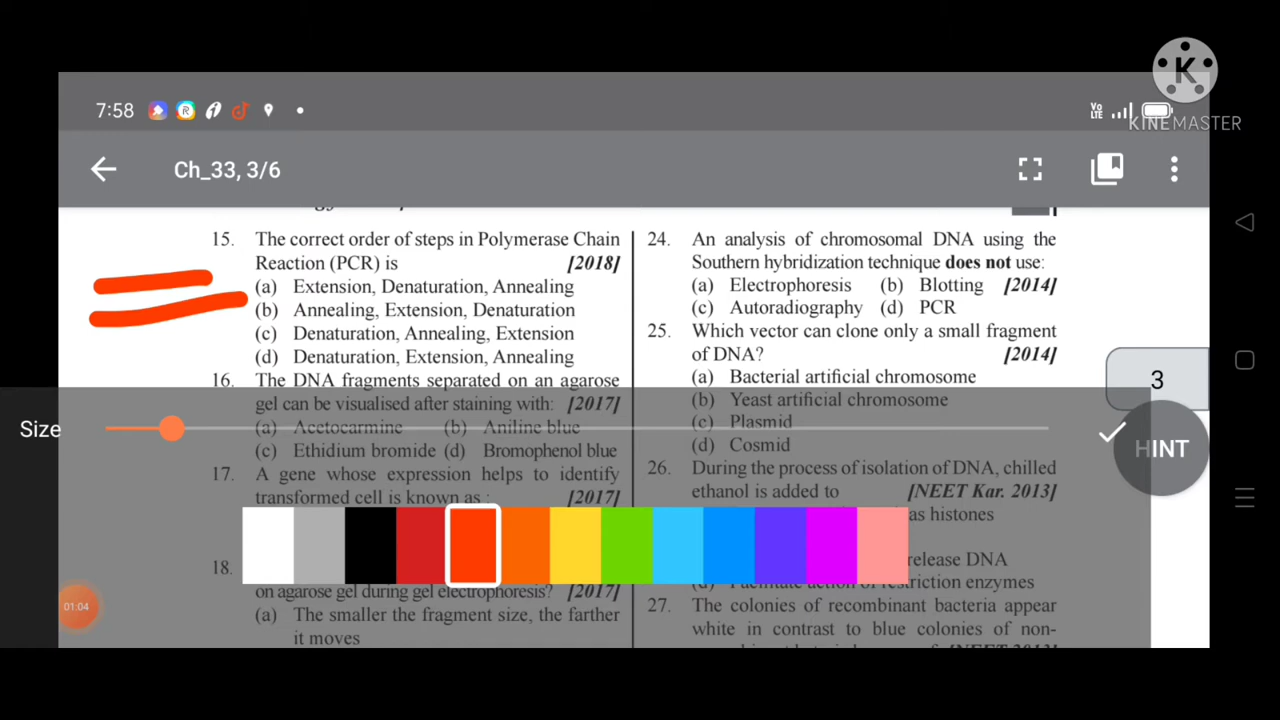 7:58
Vo LTE
K
KINEMASTER
Ch_33, 3/6
15. The correct order of steps in Polymerase Chain
Reaction (PCR) is [2018]
(a) Extension, Denaturation, Annealing
(b) Annealing, Extension, Denaturation
(c) Denaturation, Annealing, Extension
(d) Denaturation, Extension, Annealing
16. The DNA fragments separated on an agarose
gel can be visualised after staining with: [2017]
(a) Acetocarmine (b) Aniline blue
(c) Ethidium bromide (d) Bromophenol blue
17. A gene whose expression helps to identify
transformed cell is known as : [2017]
18.
on agarose gel during gel electrophoresis? [2017]
(a) The smaller the fragment size, the farther
it moves
24. An analysis of chromosomal DNA using the
Southern hybridization technique does not use:
(a) Electrophoresis (b) Blotting [2014]
(c) Autoradiography (d) PCR
25. Which vector can clone only a small fragment
of DNA? [2014]
(a) Bacterial artificial chromosome
(b) Yeast artificial chromosome
(c) Plasmid
(d) Cosmid
26. During the process of isolation of DNA, chilled
ethanol is added to [NEET Kar. 2013]
as histones
release DNA
(d) Facilitate action of restriction enzymes
27. The colonies of recombinant bacteria appear
white in contrast to blue colonies of non-
3
Size
HINT
01:04